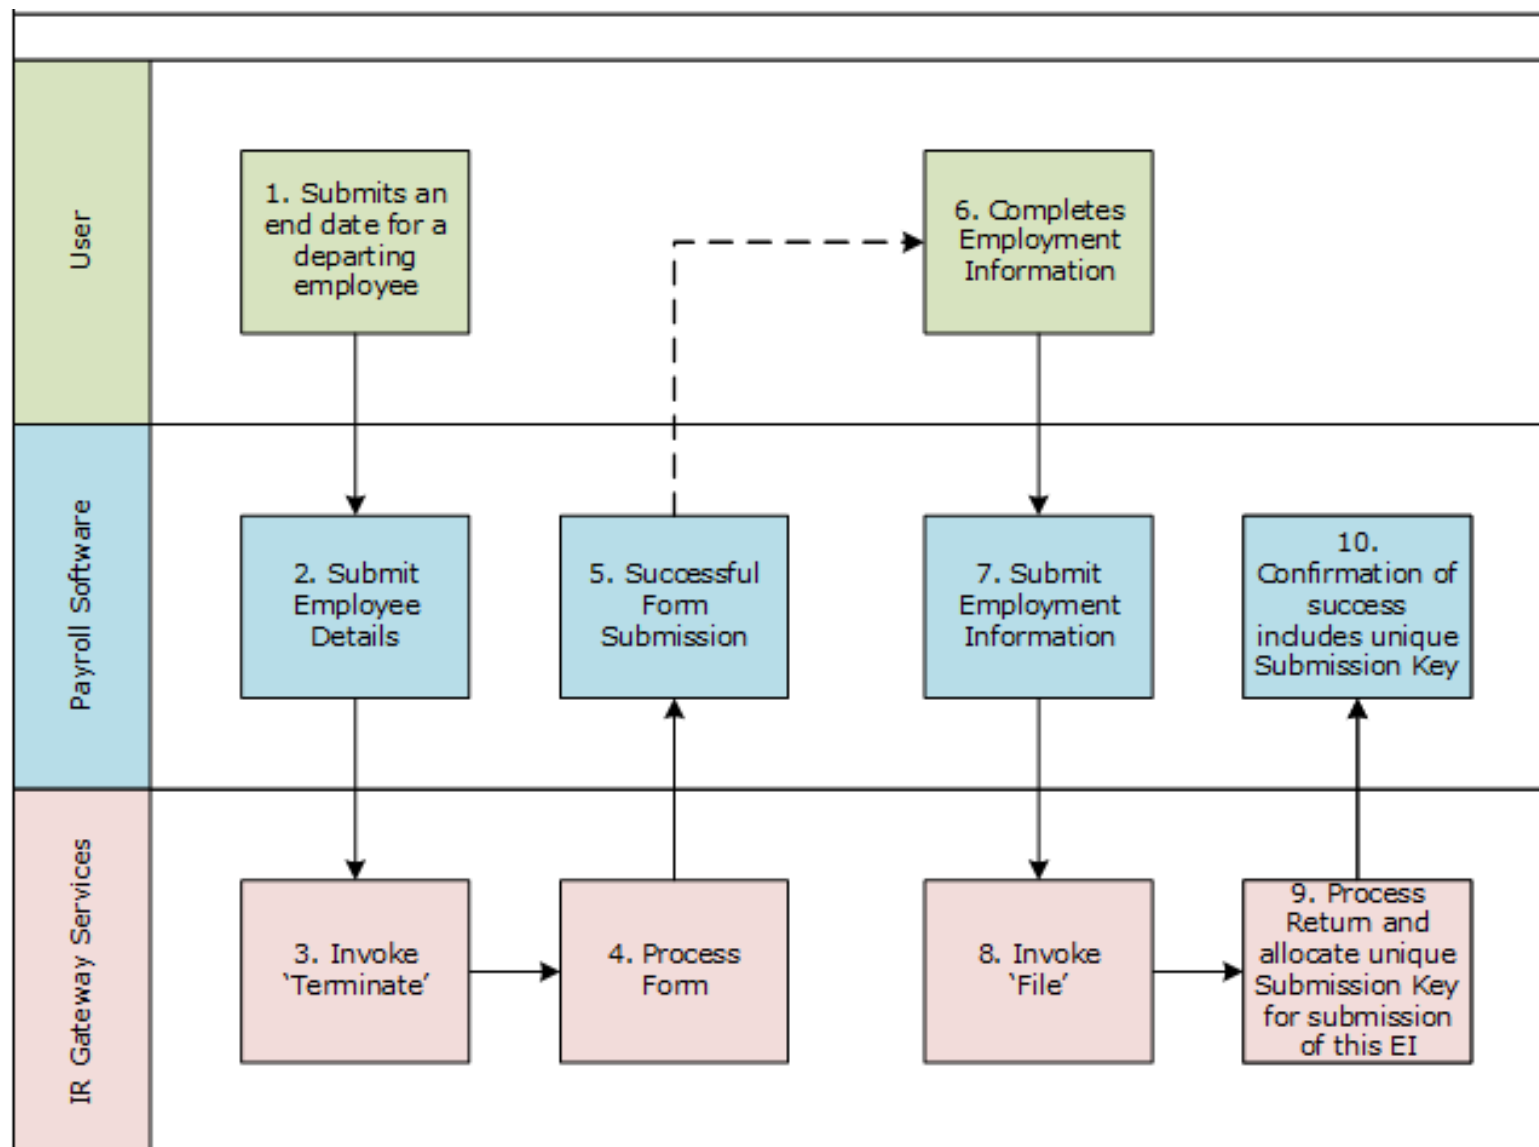 User
1. Submits an
end date for a
departing
employee
6. Completes
Employment
Information
Payroll Software
2. Submit
Employee
Details
5. Successful
Form
Submission
7. Submit
Employment
Information
10.
Confirmation of
success
includes unique
Submission Key
IR Gateway Services
3. Invoke
‘Terminate’
4. Process
Form
8. Invoke
‘File’
9. Process
Return and
allocate unique
Submission Key
for submission
of this EI